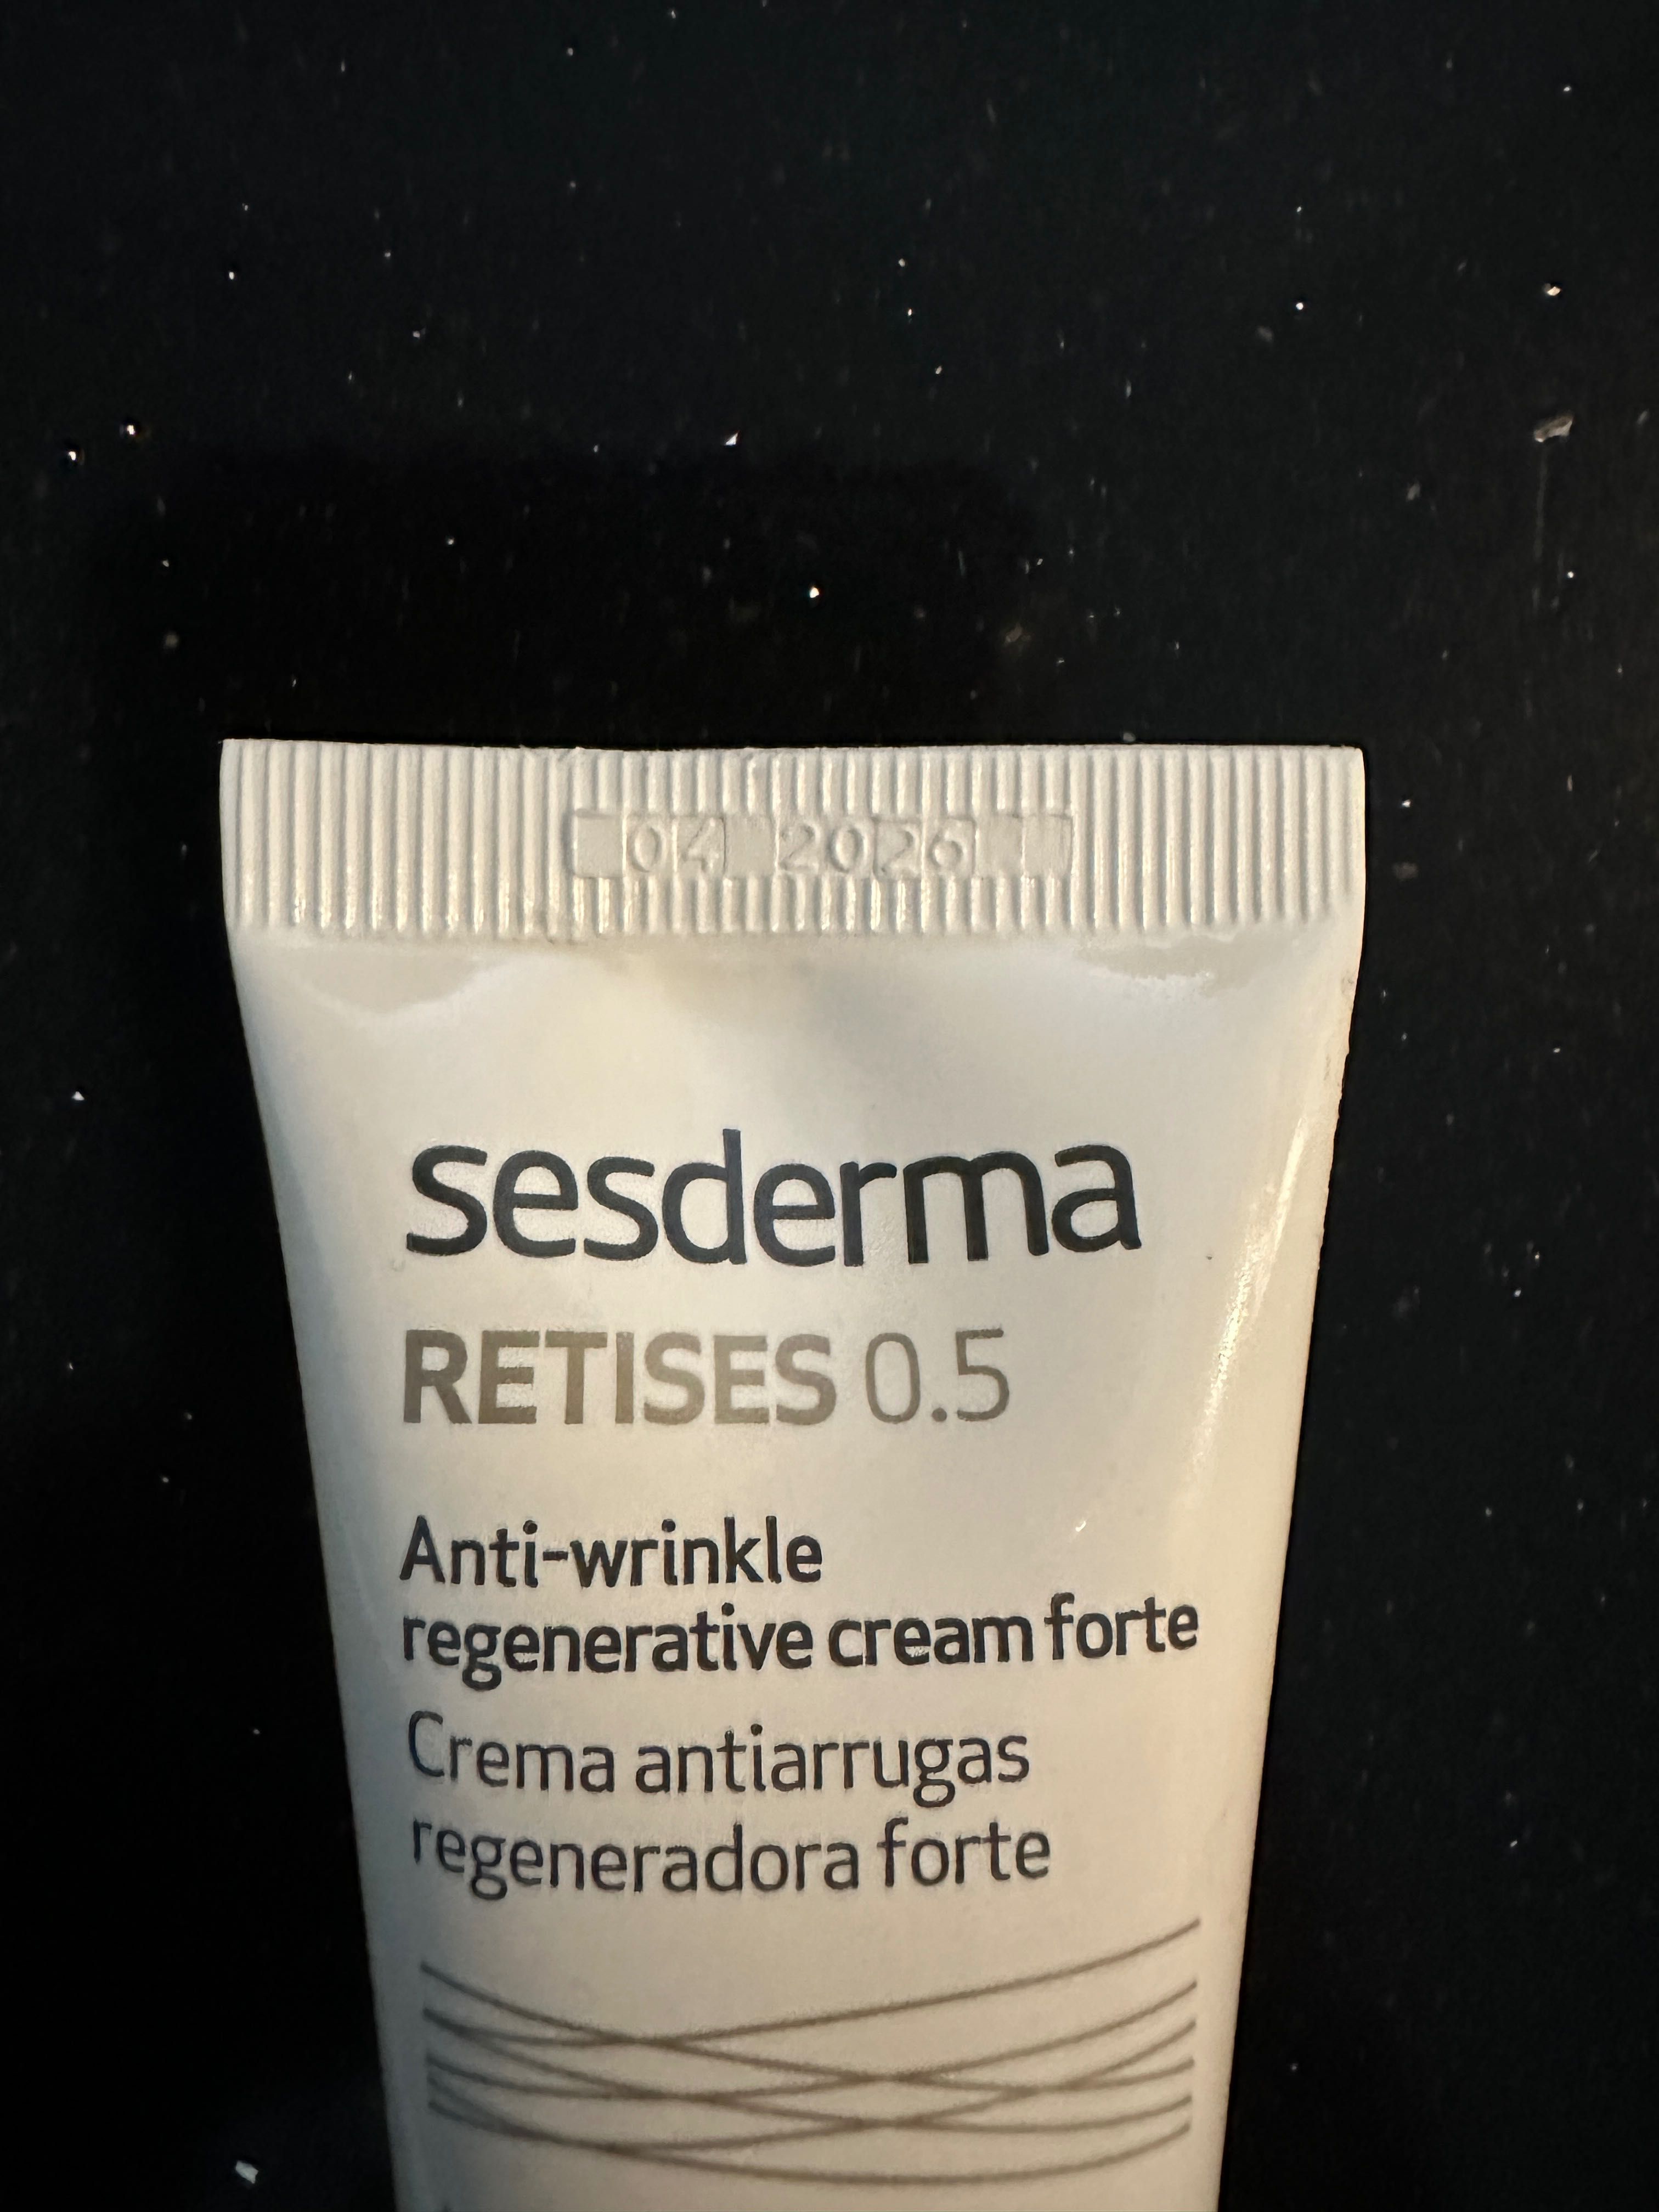 04 2026
sesderma
RETISES 0.5
Anti-wrinkle
regenerative cream forte
Crema antiarrugas
regeneradora forte